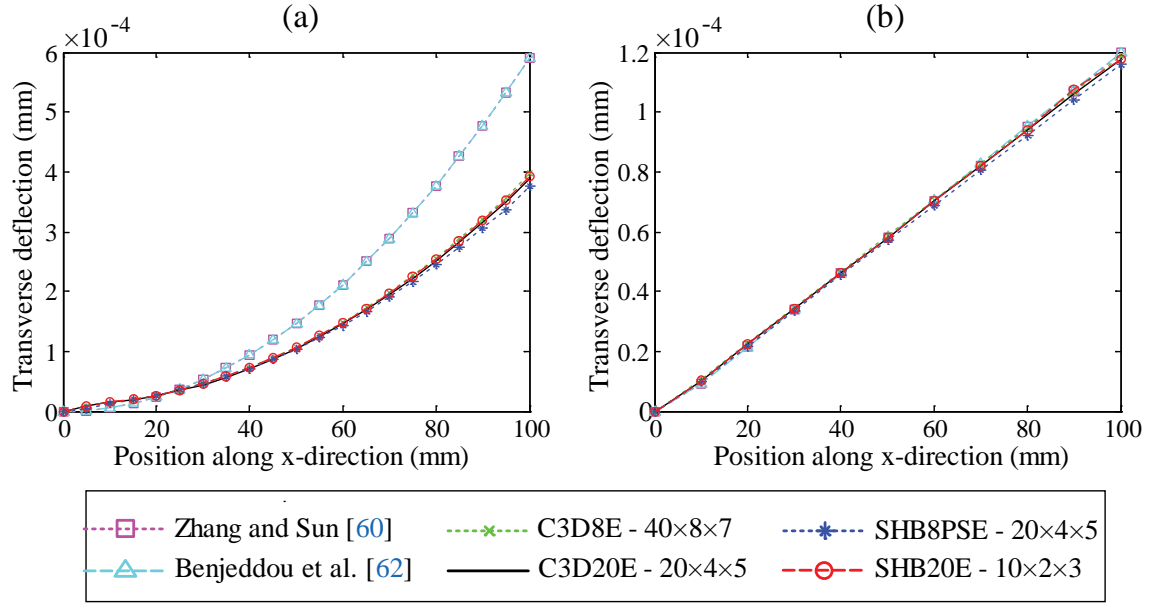 (a)
×10⁻⁴
6
5
4
3
2
1
0
0
20
40
60
80
100
Transverse deflection (mm)
Position along x-direction (mm)
(b)
×10⁻⁴
1.2
1
0.8
0.6
0.4
0.2
0
0
20
40
60
80
100
Transverse deflection (mm)
Position along x-direction (mm)
Zhang and Sun [60]
C3D8E - 40×8×7
SHB8PSE - 20×4×5
Benjeddou et al. [62]
C3D20E - 20×4×5
SHB20E - 10×2×3